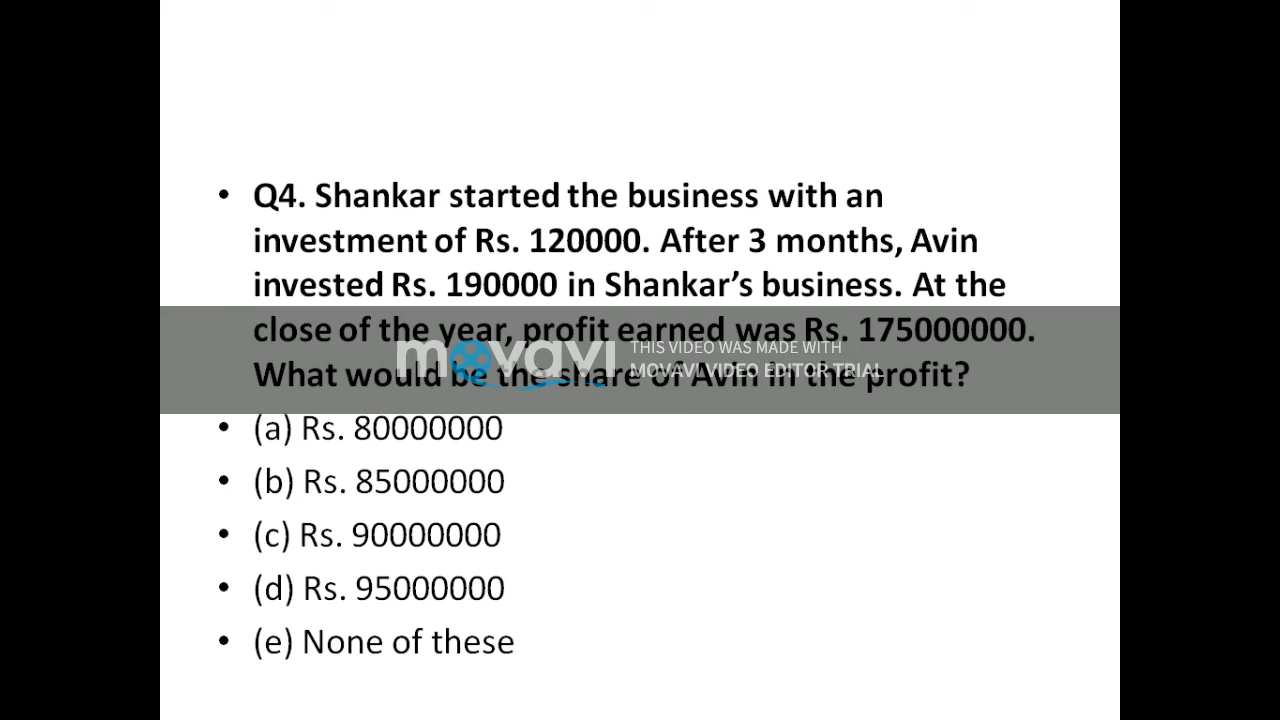 • Q4. Shankar started the business with an
investment of Rs. 120000. After 3 months, Avin
invested Rs. 190000 in Shankar’s business. At the
close of the year, profit earned was Rs. 175000000.
movavi THIS VIDEO WAS MADE WITH
MOVAVI VIDEO EDITOR TRIAL
What would be the share of Avin in the profit?
• (a) Rs. 80000000
• (b) Rs. 85000000
• (c) Rs. 90000000
• (d) Rs. 95000000
• (e) None of these